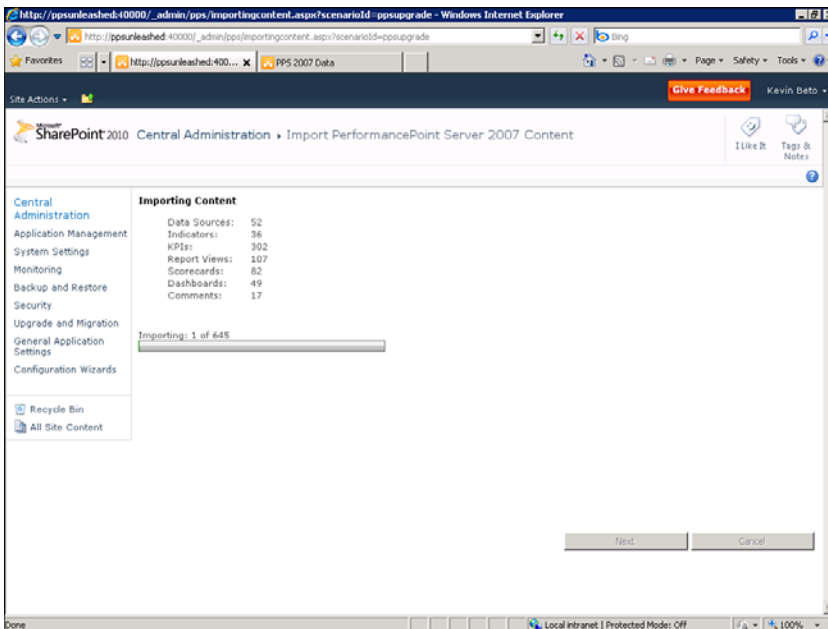 http://ppsunleashed:40000/_admin/pps/importingcontent.aspx?scenarioId=ppsupgrade - Windows Internet Explorer
http://ppsunleashed:40000/_admin/pps/importingcontent.aspx?scenarioId=ppsupgrade
Bing
Favorites
http://ppsunleashed:400...
PPS 2007 Data
Page
Safety
Tools
Site Actions
Give Feedback
Kevin Beto
Microsoft
SharePoint 2010
Central Administration
Import PerformancePoint Server 2007 Content
I Like It
Tags &
Notes
Central
Administration
Application Management
System Settings
Monitoring
Backup and Restore
Security
Upgrade and Migration
General Application
Settings
Configuration Wizards
Recycle Bin
All Site Content
Importing Content
Data Sources: 52
Indicators: 36
KPIs: 302
Report Views: 107
Scorecards: 82
Dashboards: 49
Comments: 17
Importing: 1 of 645
Next
Cancel
Done
Local intranet | Protected Mode: Off
100%